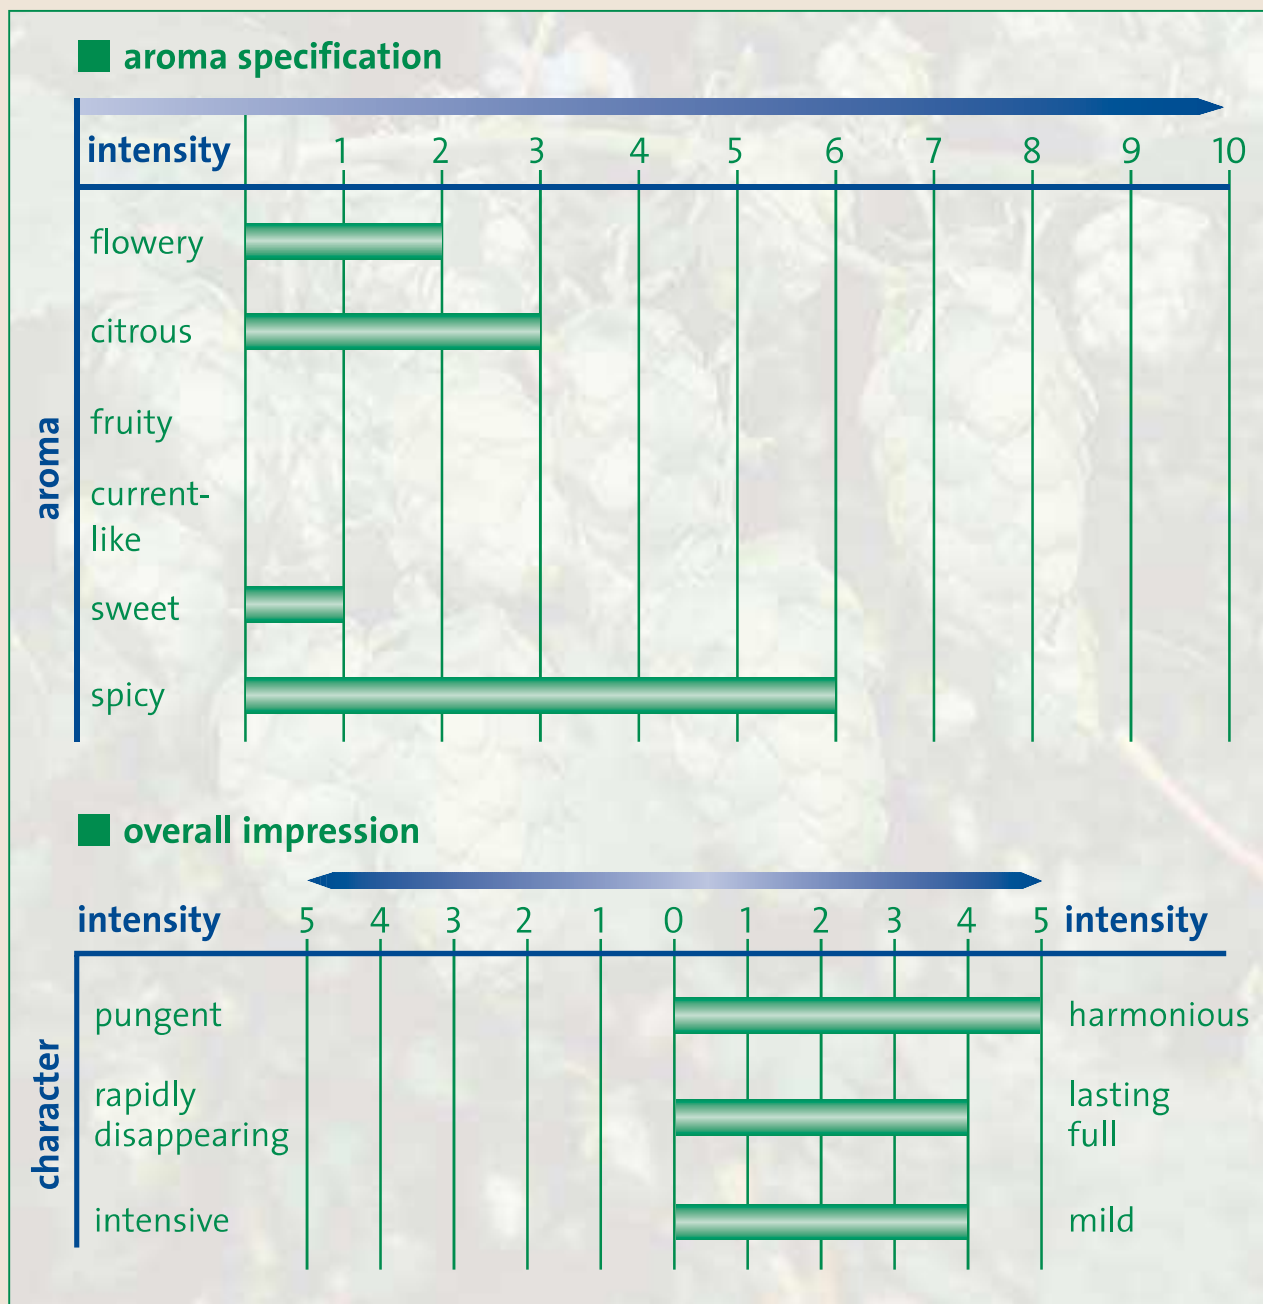 aroma specification
intensity 1 2 3 4 5 6 7 8 9 10
aroma
flowery
citrous
fruity
current-
like
sweet
spicy
overall impression
intensity 5 4 3 2 1 0 1 2 3 4 5 intensity
character
pungent harmonious
rapidly lasting
disappearing full
intensive mild